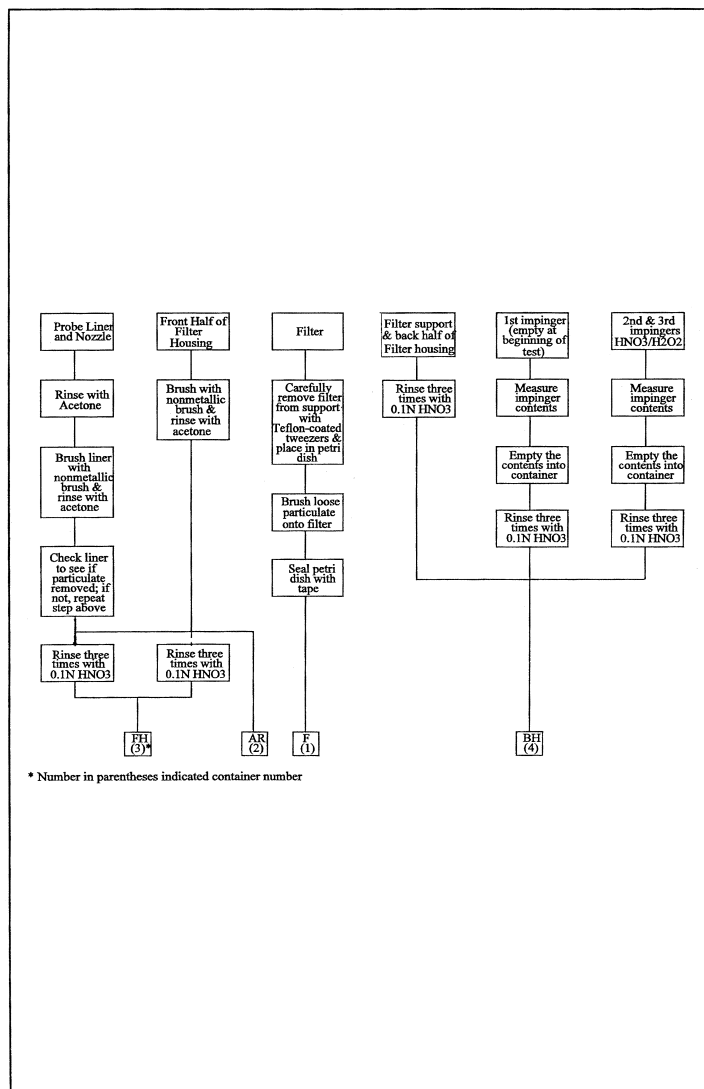 Probe Liner
and Nozzle
Rinse with
Acetone
Brush liner
with
nonmetallic
brush &
rinse with
acetone
Check liner
to see if
particulate
removed; if
not, repeat
step above
Rinse three
times with
0.1N HNO3
Front Half of
Filter
Housing
Brush with
nonmetallic
brush &
rinse with
acetone
Rinse three
times with
0.1N HNO3
FH
(3)*
AR
(2)
Filter
Carefully
remove filter
from support
with
Teflon-coated
tweezers &
place in petri
dish
Brush loose
particulate
onto filter
Seal petri
dish with
tape
F
(1)
Filter support
& back half of
Filter housing
Rinse three
times with
0.1N HNO3
1st impinger
(empty at
beginning of
test)
Measure
impinger
contents
Empty the
contents into
container
Rinse three
times with
0.1N HNO3
2nd & 3rd
impingers
HNO3/H2O2
Measure
impinger
contents
Empty the
contents into
container
Rinse three
times with
0.1N HNO3
BH
(4)
* Number in parentheses indicated container number